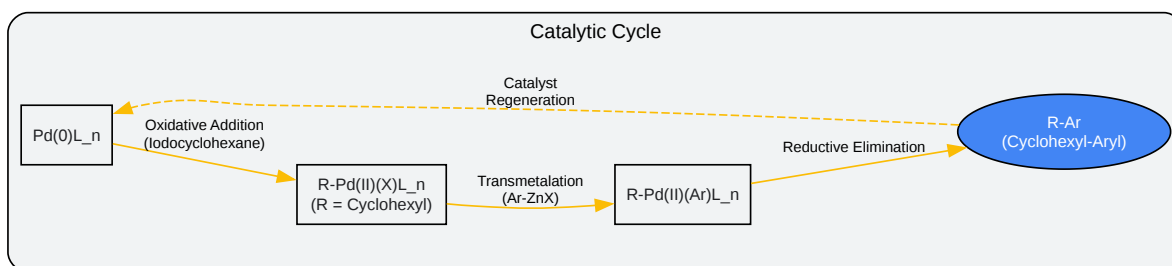 Catalytic Cycle
Catalyst
Regeneration
Pd(0)L_n
Oxidative Addition
(Iodocyclohexane)
R-Pd(II)(X)L_n
(R = Cyclohexyl)
Transmetalation
(Ar-ZnX)
R-Pd(II)(Ar)L_n
Reductive Elimination
R-Ar
(Cyclohexyl-Aryl)